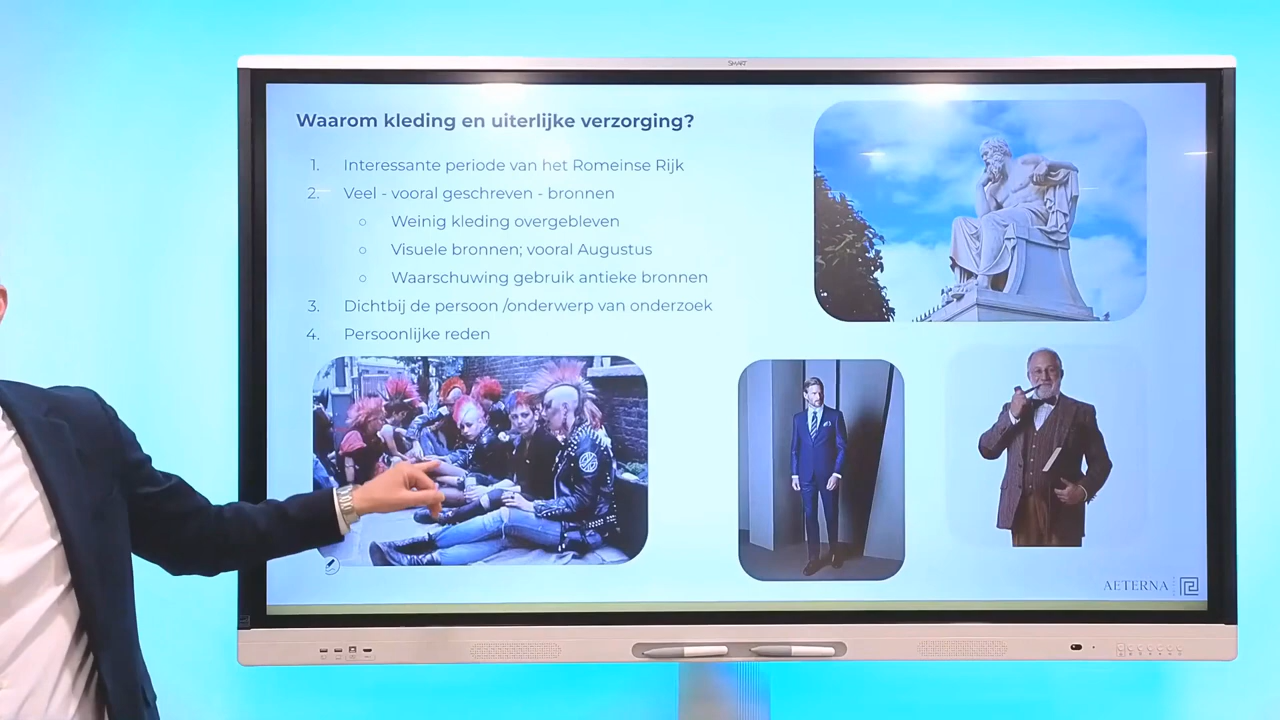 SMART
Waarom kleding en uiterlijke verzorging?
1. Interessante periode van het Romeinse Rijk
2. Veel - vooral geschreven - bronnen
○ Weinig kleding overgebleven
○ Visuele bronnen; vooral Augustus
○ Waarschuwing gebruik antieke bronnen
3. Dichtbij de persoon /onderwerp van onderzoek
4. Persoonlijke reden
AETERNA